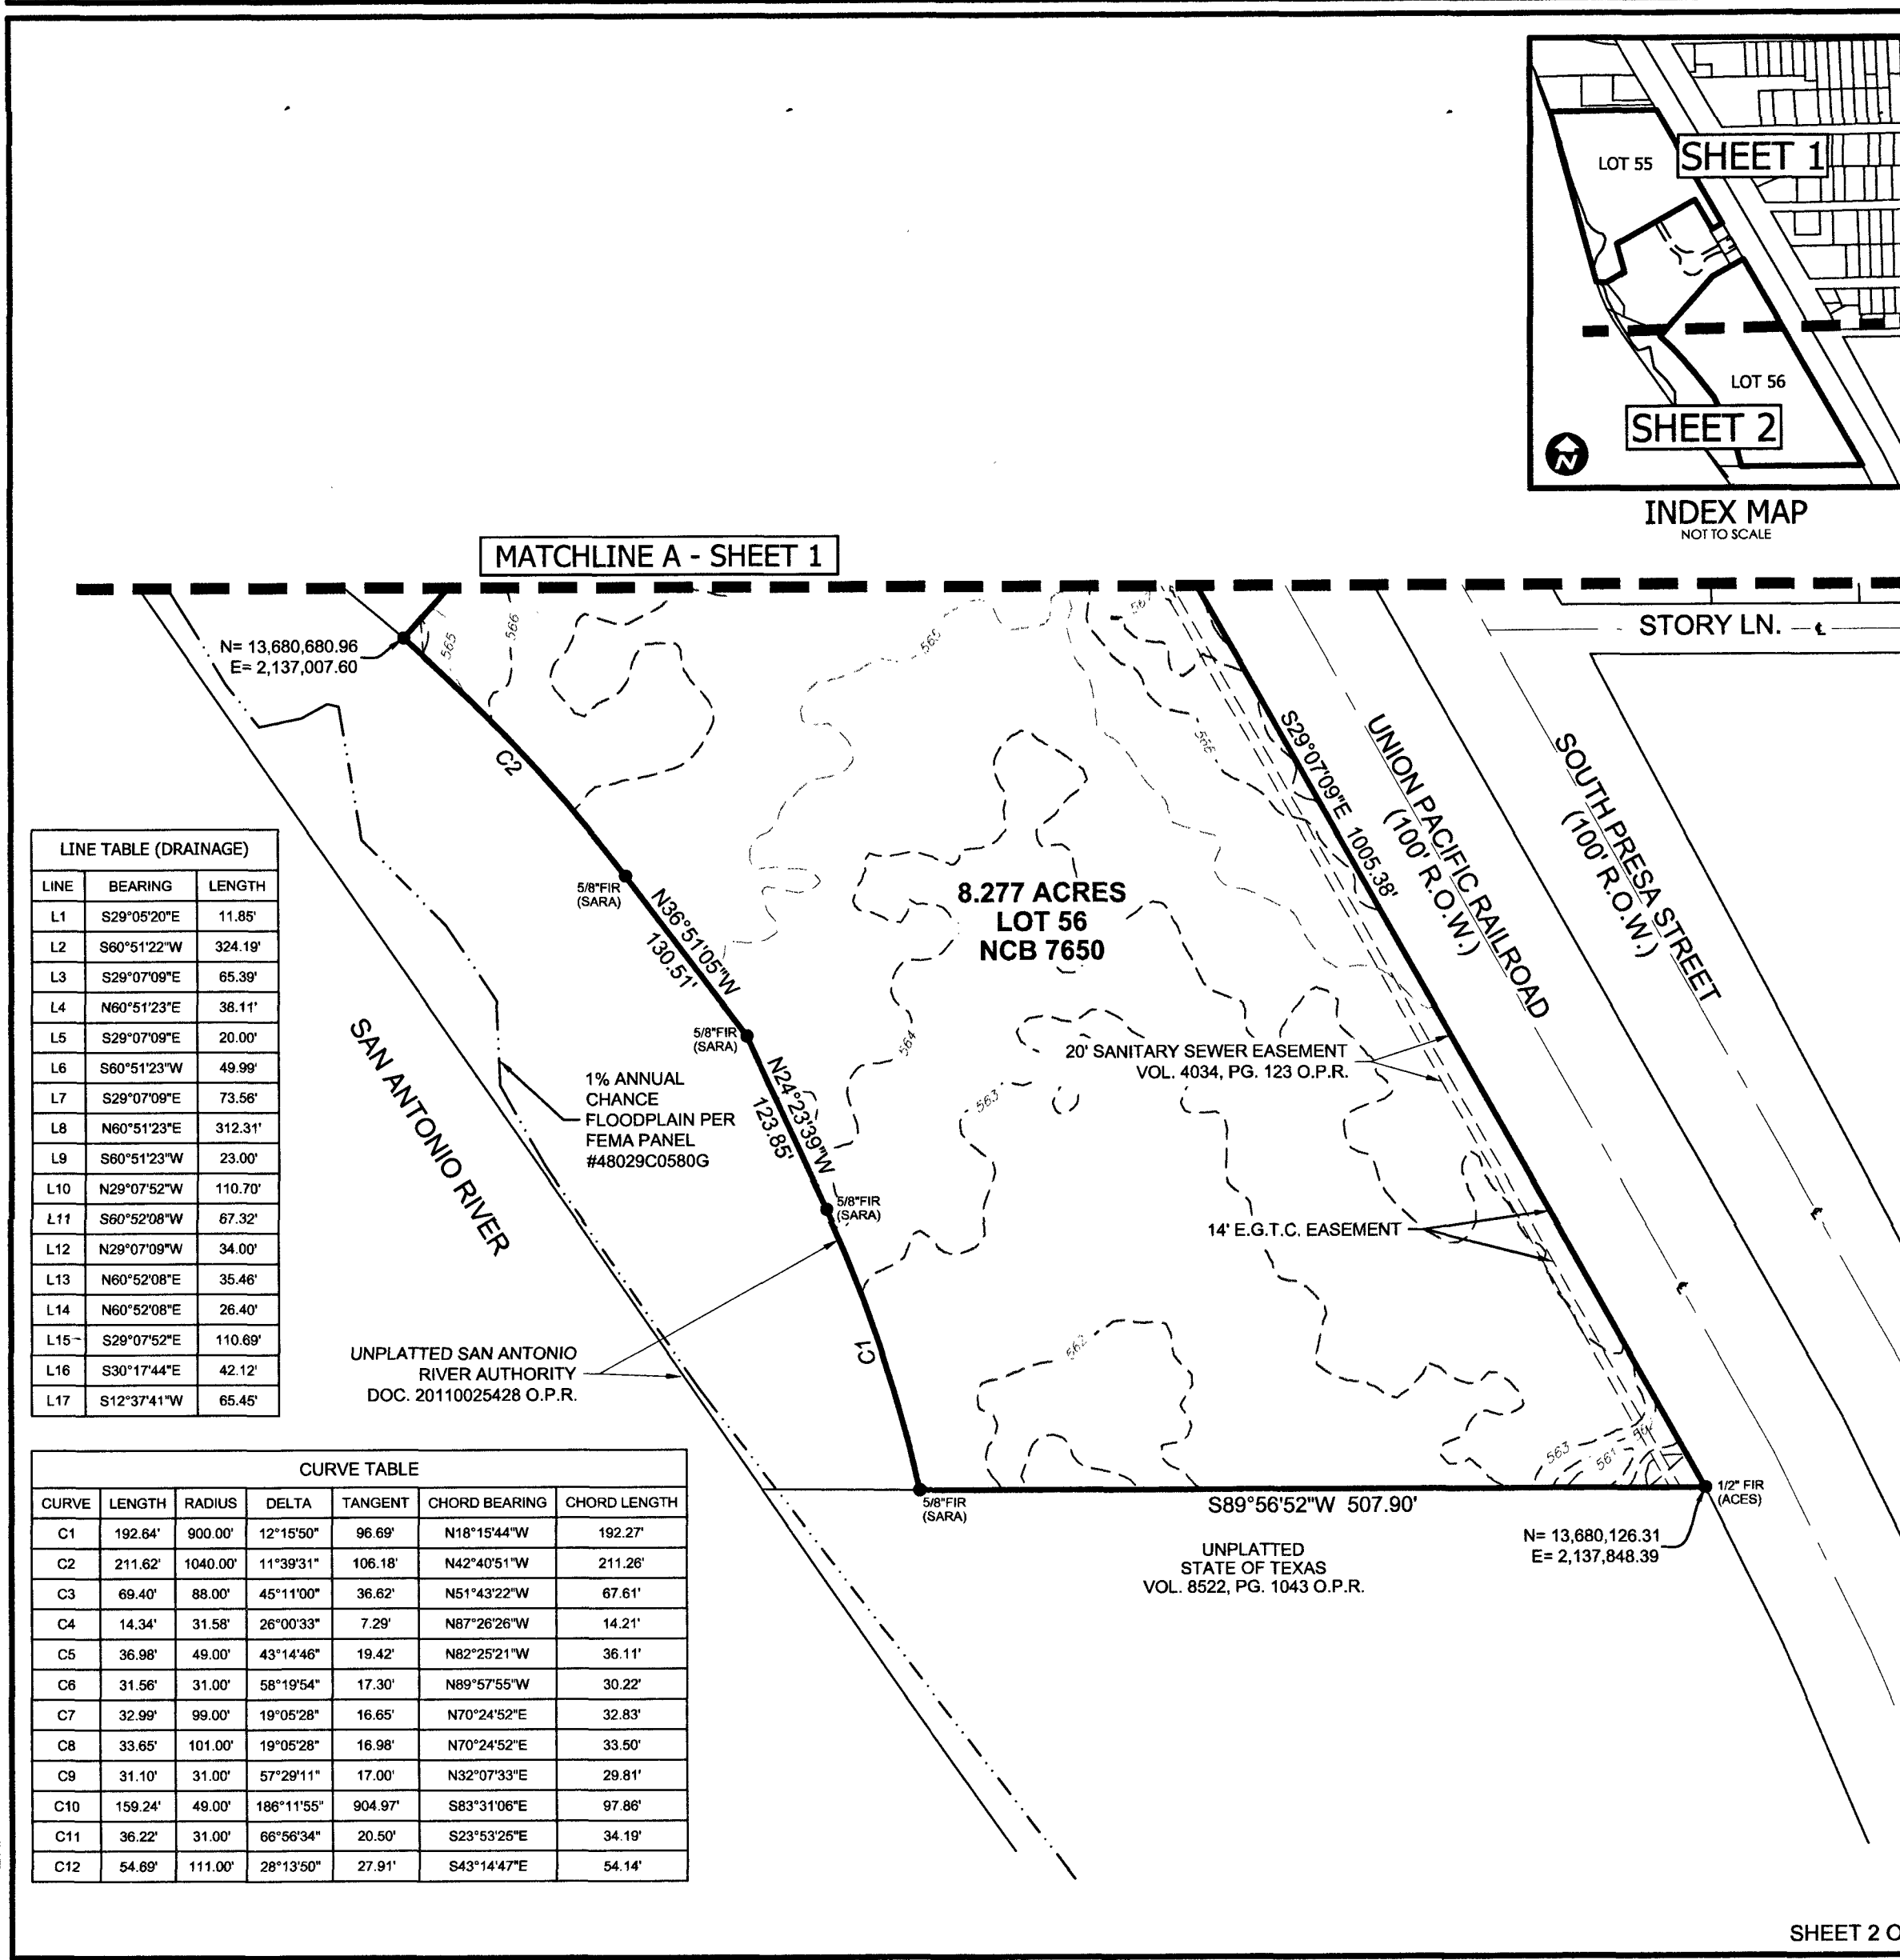 LOT 55
SHEET 1
LOT 56
SHEET 2
N
INDEX MAP
NOT TO SCALE
MATCHLINE A - SHEET 1
STORY LN.
N= 13,680,680.96
E= 2,137,007.60
565
566
565
567
566
C2
S29°07'09"E 1005.38'
UNION PACIFIC RAILROAD
(100' R.O.W.)
SOUTH PRESA STREET
(100' R.O.W.)
5/8"FIR
(SARA)
N36°51'05"W
130.51'
8.277 ACRES
LOT 56
NCB 7650
5/8"FIR
(SARA)
564
20' SANITARY SEWER EASEMENT
VOL. 4034, PG. 123 O.P.R.
SAN ANTONIO RIVER
1% ANNUAL
CHANCE
FLOODPLAIN PER
FEMA PANEL
#48029C0580G
N24°23'39"W
123.85'
563
5/8"FIR
(SARA)
14' E.G.T.C. EASEMENT
UNPLATTED SAN ANTONIO
RIVER AUTHORITY
DOC. 20110025428 O.P.R.
C1
562
563
561
5/8"FIR
(SARA)
S89°56'52"W 507.90'
1/2" FIR
(ACES)
N= 13,680,126.31
E= 2,137,848.39
UNPLATTED
STATE OF TEXAS
VOL. 8522, PG. 1043 O.P.R.
LINE TABLE (DRAINAGE)
LINE BEARING LENGTH
L1 S29°05'20"E 11.85'
L2 S60°51'22"W 324.19'
L3 S29°07'09"E 65.39'
L4 N60°51'23"E 36.11'
L5 S29°07'09"E 20.00'
L6 S60°51'23"W 49.99'
L7 S29°07'09"E 73.56'
L8 N60°51'23"E 312.31'
L9 S60°51'23"W 23.00'
L10 N29°07'52"W 110.70'
L11 S60°52'08"W 67.32'
L12 N29°07'09"W 34.00'
L13 N60°52'08"E 35.46'
L14 N60°52'08"E 26.40'
L15 S29°07'52"E 110.69'
L16 S30°17'44"E 42.12'
L17 S12°37'41"W 65.45'
CURVE TABLE
CURVE LENGTH RADIUS DELTA TANGENT CHORD BEARING CHORD LENGTH
C1 192.64' 900.00' 12°15'50" 96.69' N18°15'44"W 192.27'
C2 211.62' 1040.00' 11°39'31" 106.18' N42°40'51"W 211.26'
C3 69.40' 88.00' 45°11'00" 36.62' N51°43'22"W 67.61'
C4 14.34' 31.58' 26°00'33" 7.29' N87°26'26"W 14.21'
C5 36.98' 49.00' 43°14'46" 19.42' N82°25'21"W 36.11'
C6 31.56' 31.00' 58°19'54" 17.30' N89°57'55"W 30.22'
C7 32.99' 99.00' 19°05'28" 16.65' N70°24'52"E 32.83'
C8 33.65' 101.00' 19°05'28" 16.98' N70°24'52"E 33.50'
C9 31.10' 31.00' 57°29'11" 17.00' N32°07'33"E 29.81'
C10 159.24' 49.00' 186°11'55" 904.97' S83°31'06"E 97.86'
C11 36.22' 31.00' 66°56'34" 20.50' S23°53'25"E 34.19'
C12 54.69' 111.00' 28°13'50" 27.91' S43°14'47"E 54.14'
SHEET 2